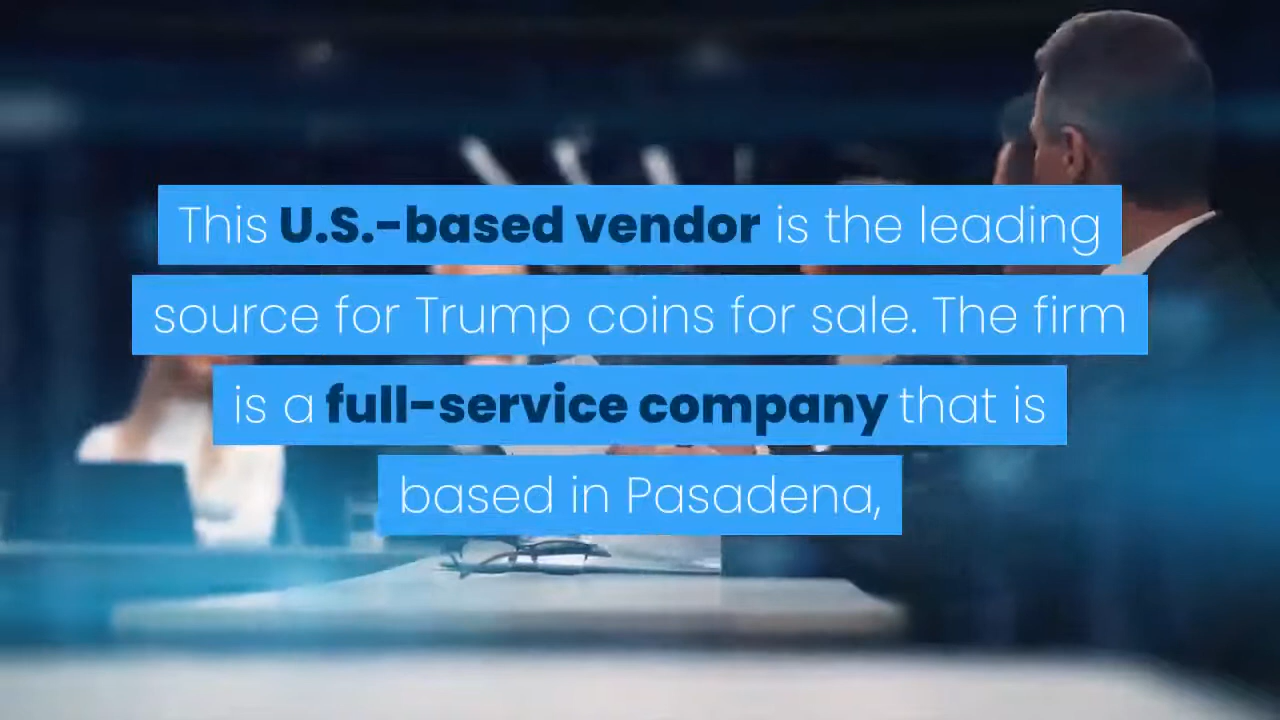 This U.S.-based vendor is the leading
source for Trump coins for sale. The firm
is a full-service company that is
based in Pasadena,